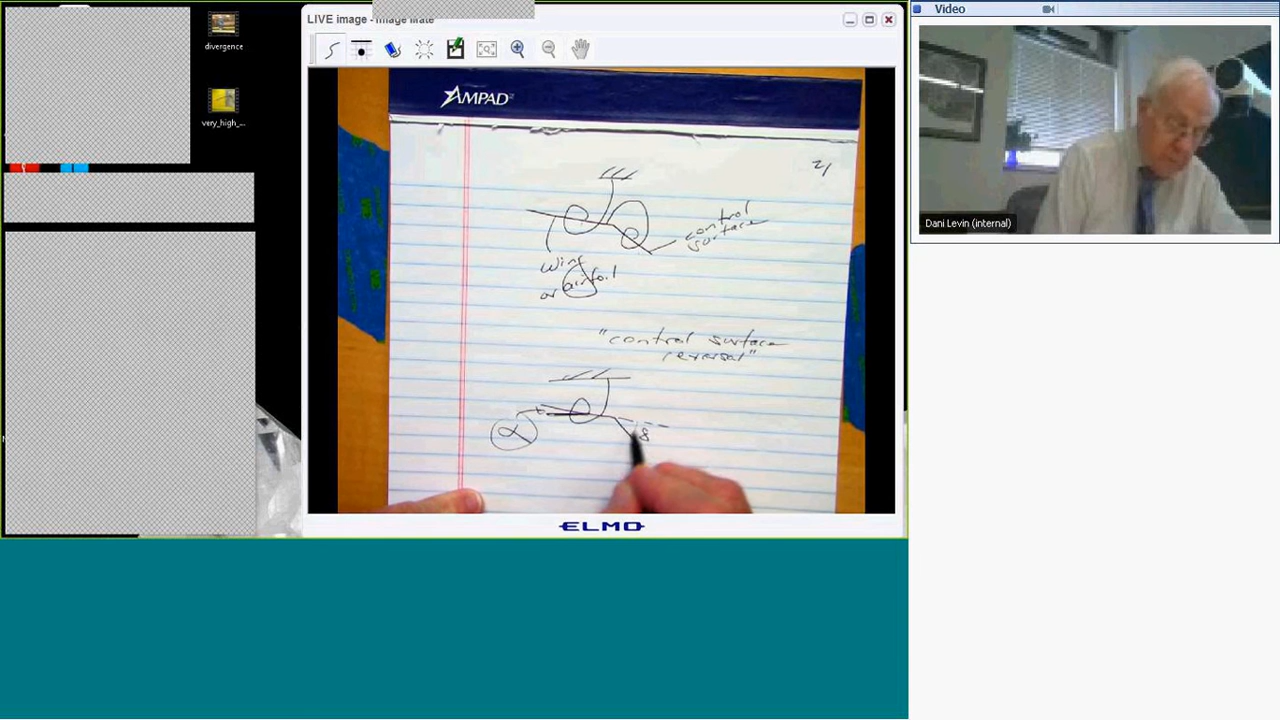 LIVE image - Image Mate
Video
divergence
very_high_...
AMPAD
control
surface
wing
or airfoil
"control surface
reversal"
α
δ
Dani Levin (internal)
ELMO